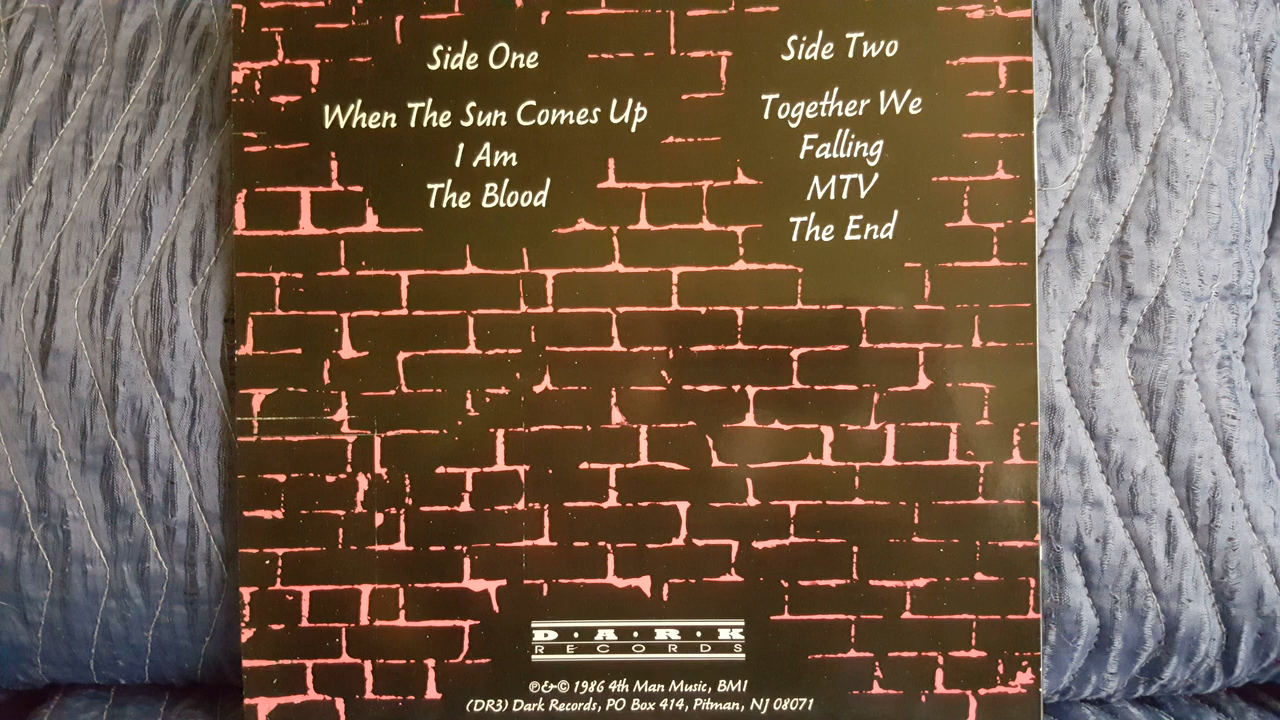 Side One
When The Sun Comes Up
I Am
The Blood
Side Two
Together We
Falling
MTV
The End
D·A·R·K
RECORDS
℗&© 1986 4th Man Music, BMI
(DR3) Dark Records, PO Box 414, Pitman, NJ 08071